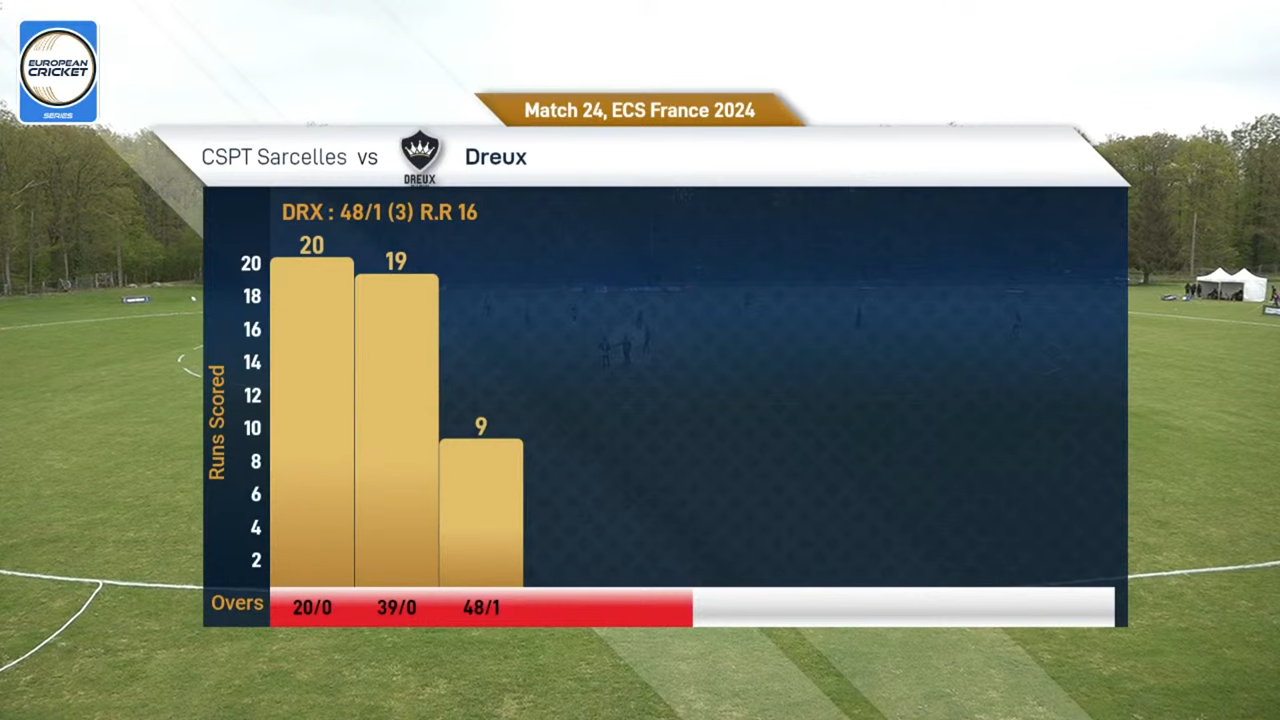 EUROPEAN
CRICKET
SERIES
Match 24, ECS France 2024
CSPT Sarcelles vs DREUX Dreux
DRX : 48/1 (3) R.R 16
20
19
9
20
18
16
14
12
10
8
6
4
2
Runs Scored
Overs 20/0 39/0 48/1